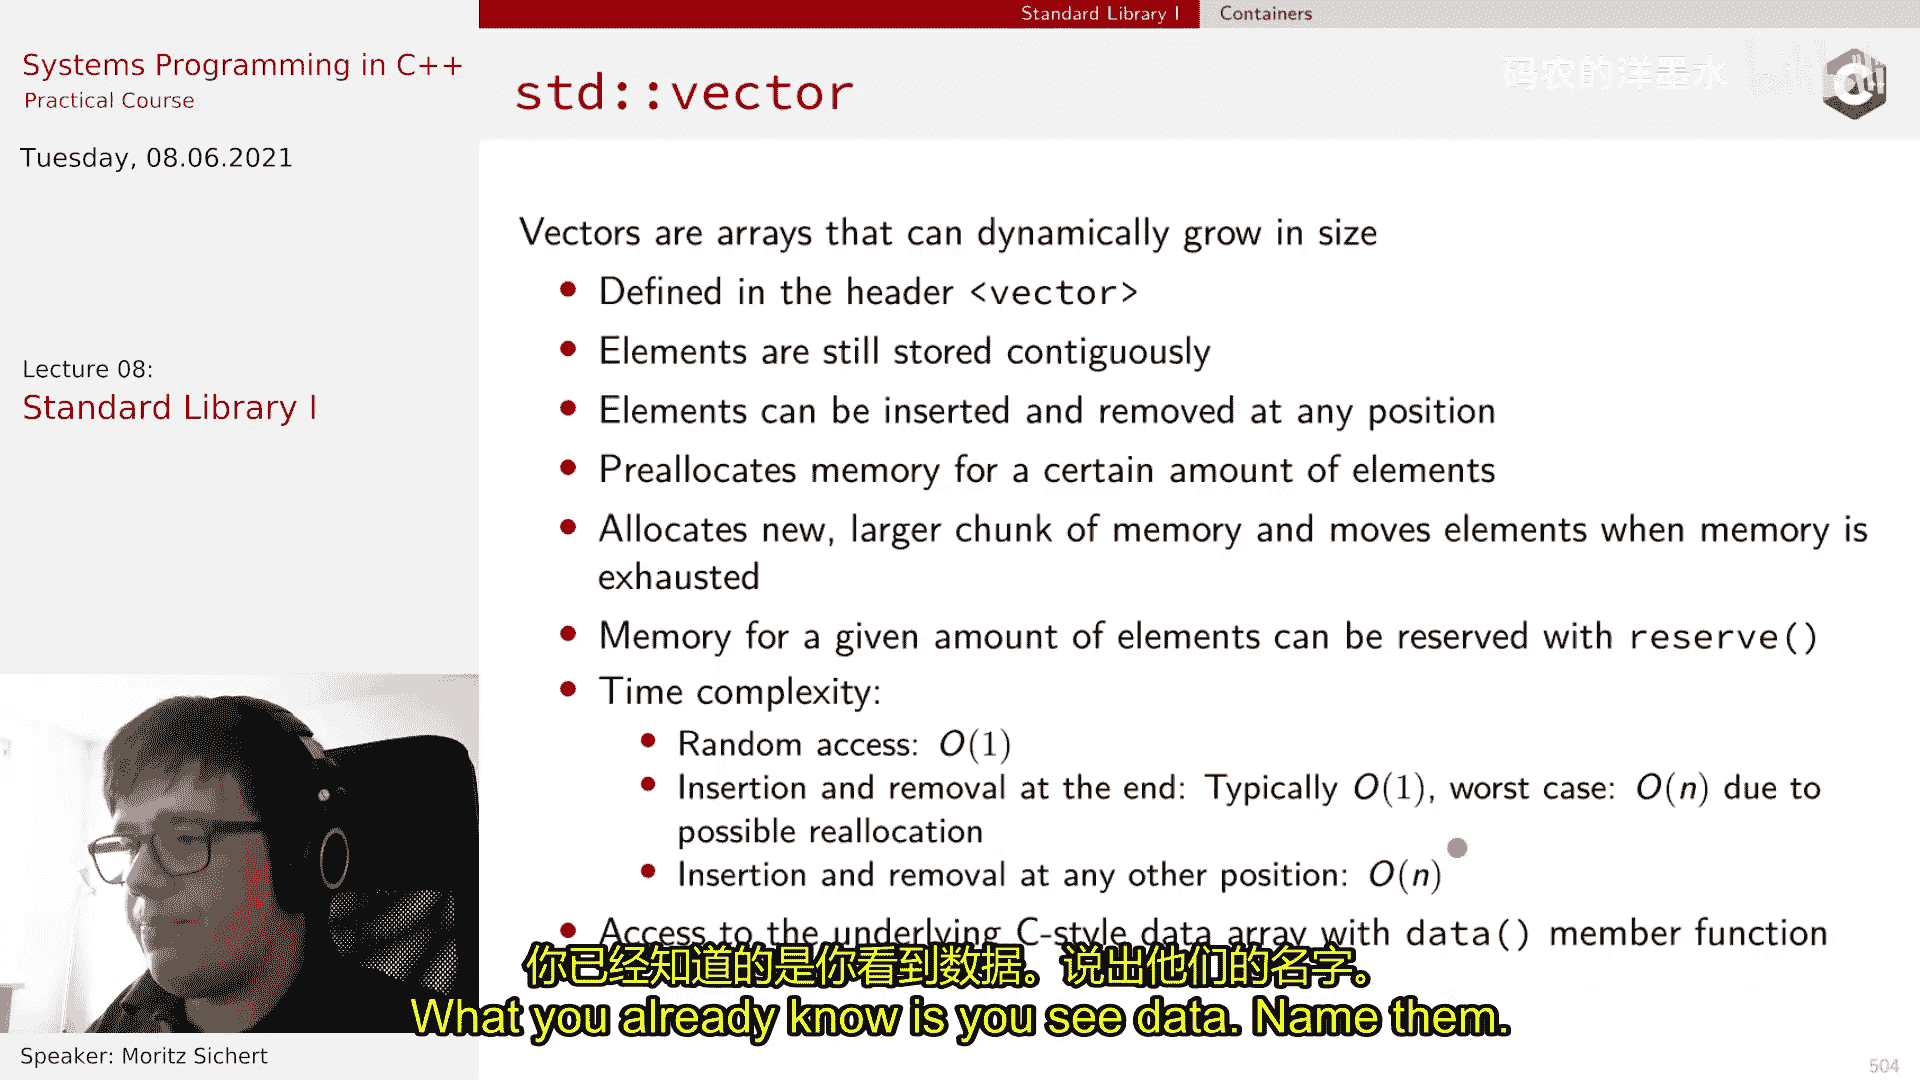 Standard Library I
Containers
Systems Programming in C++
Practical Course
码农的洋墨水
std::vector
Tuesday, 08.06.2021
Vectors are arrays that can dynamically grow in size
Defined in the header <vector>
Elements are still stored contiguously
Lecture 08:
Standard Library I
Elements can be inserted and removed at any position
Preallocates memory for a certain amount of elements
Allocates new, larger chunk of memory and moves elements when memory is
exhausted
Memory for a given amount of elements can be reserved with reserve()
Time complexity:
Random access: O(1)
Insertion and removal at the end: Typically O(1), worst case: O(n) due to
possible reallocation
Insertion and removal at any other position: O(n)
Access to the underlying C-style data array with data() member function
你已经知道的是你看到数据。说出他们的名字。
What you already know is you see data. Name them.
Speaker: Moritz Sichert
504